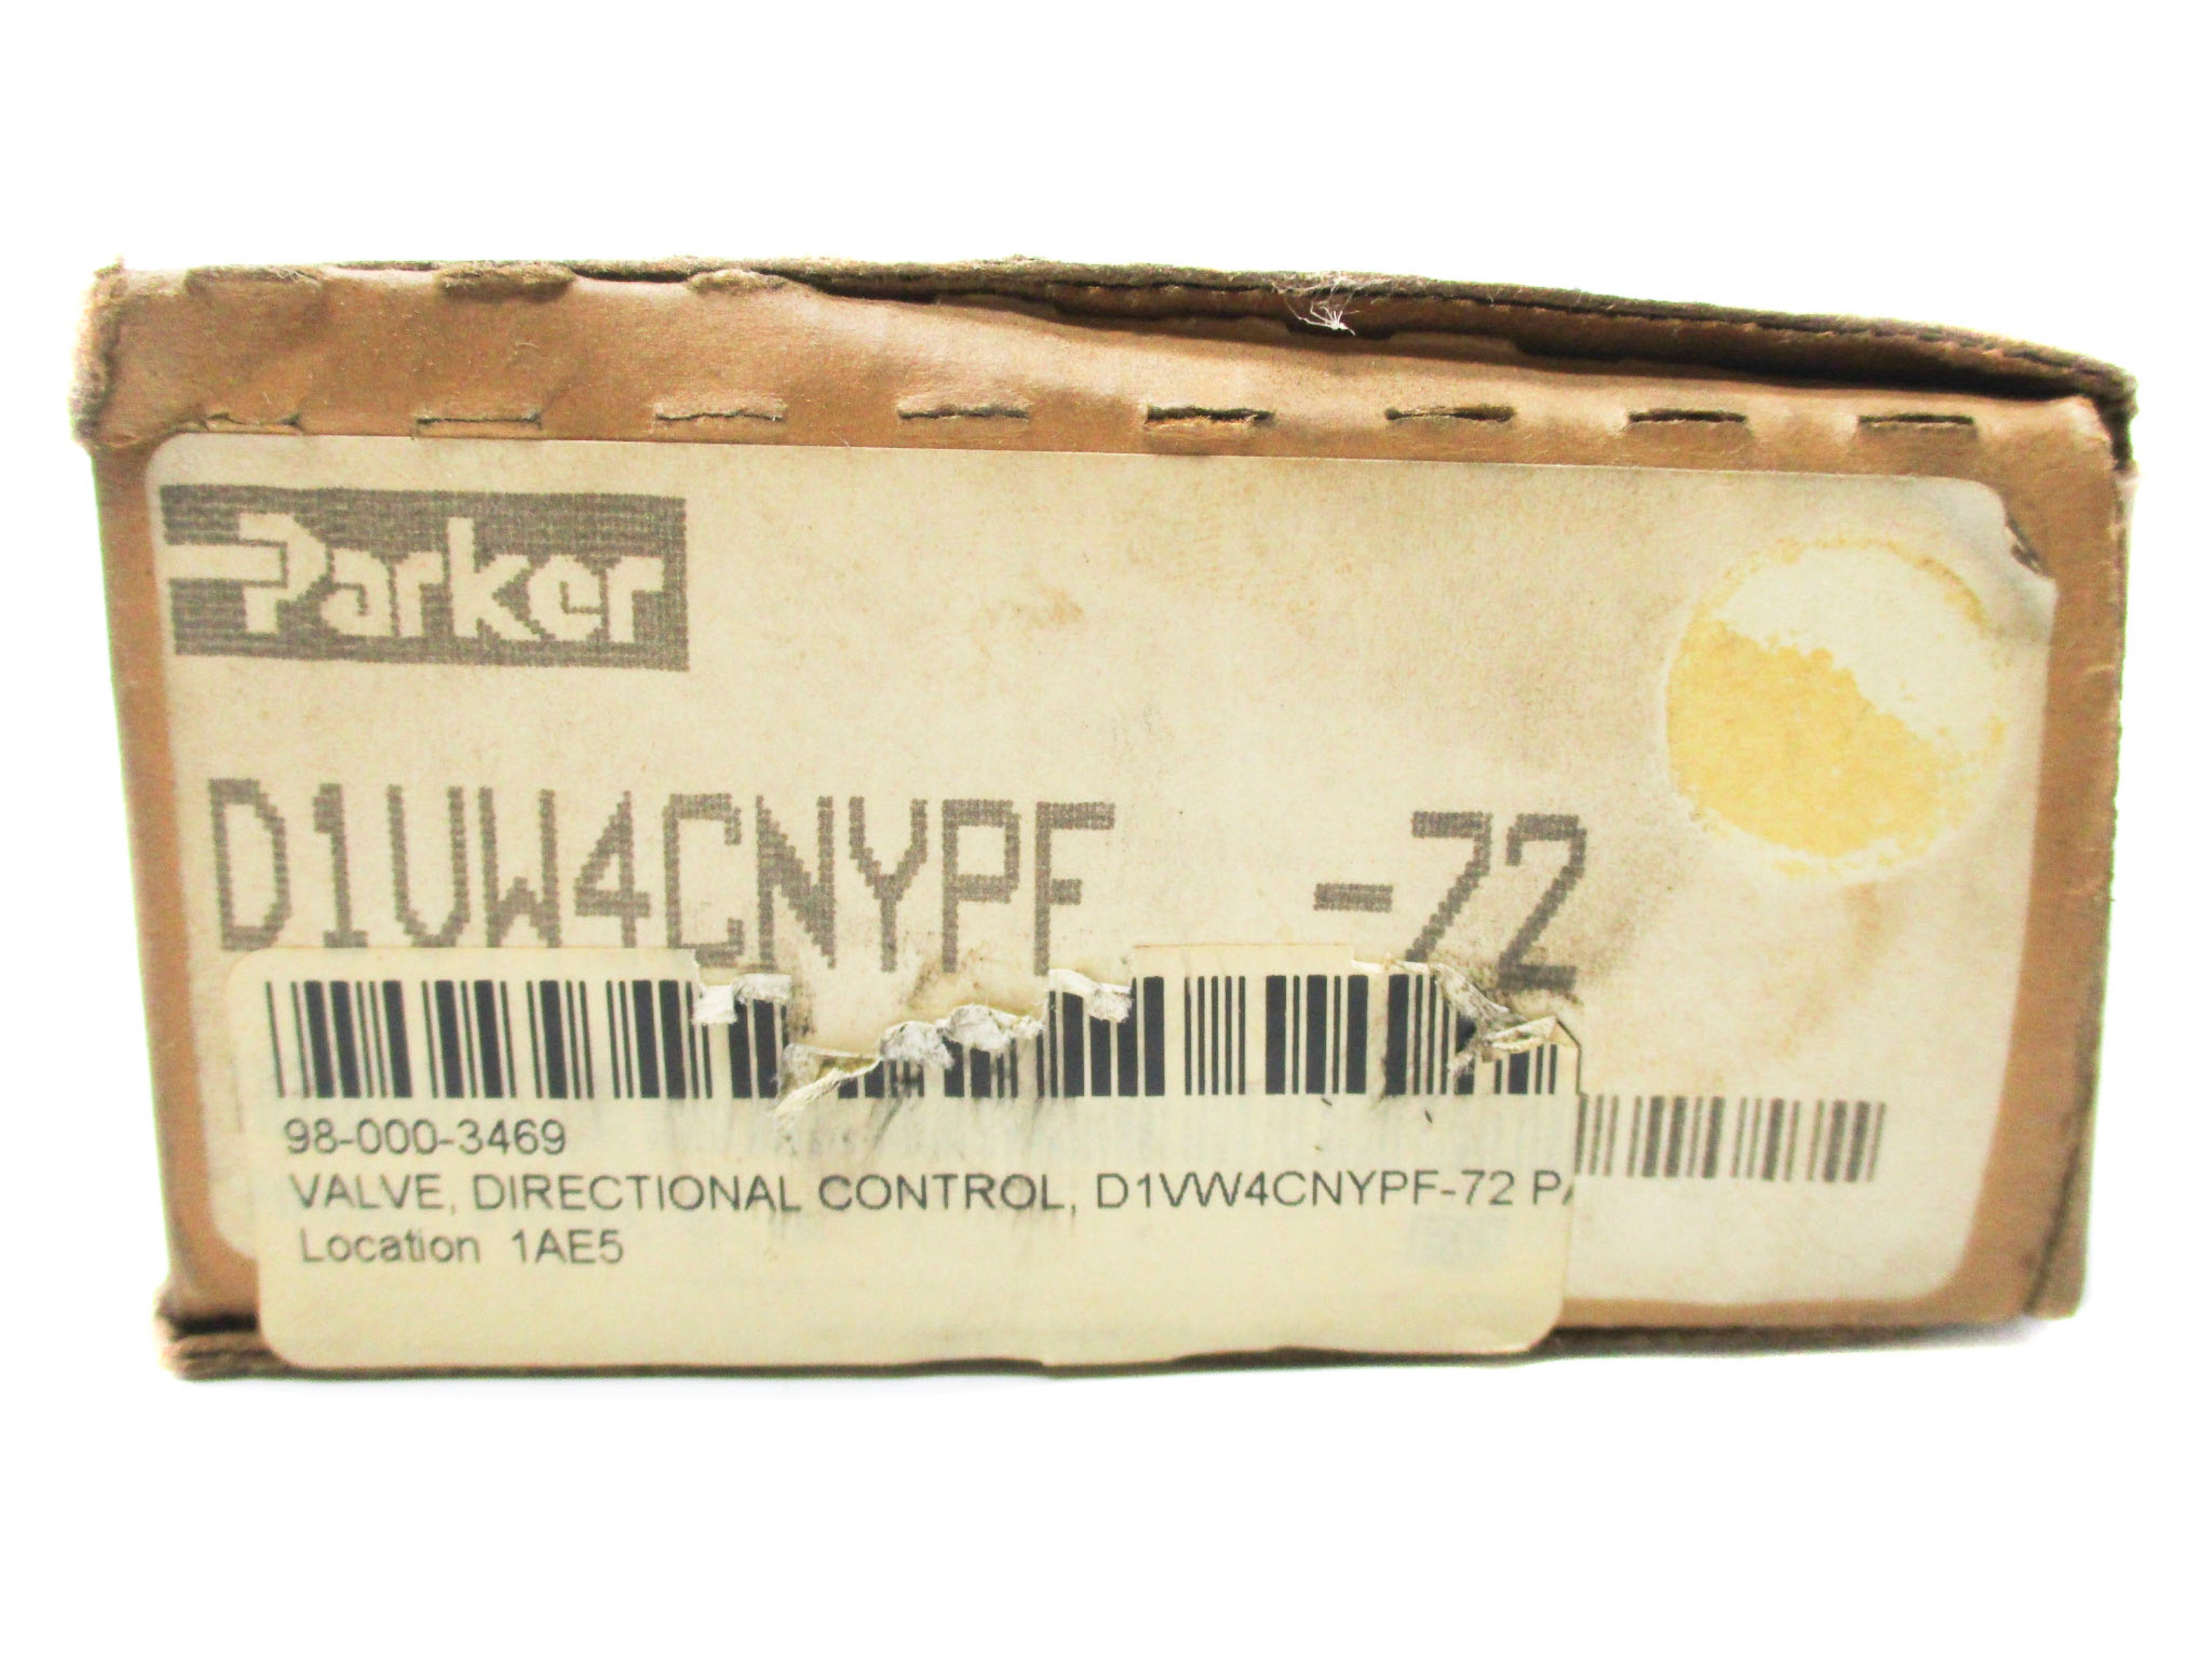 Parker
D1VW4CNYPF -72
98-000-3469
VALVE, DIRECTIONAL CONTROL, D1VW4CNYPF-72
Location 1AE5